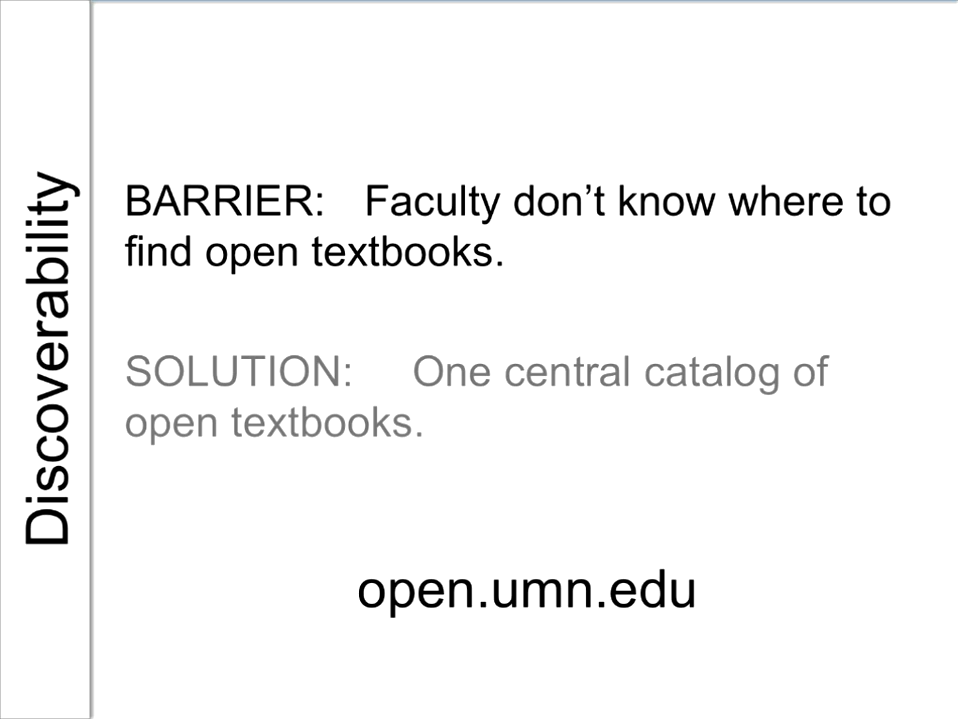 Discoverability
BARRIER: Faculty don’t know where to
find open textbooks.
SOLUTION: One central catalog of
open textbooks.
open.umn.edu